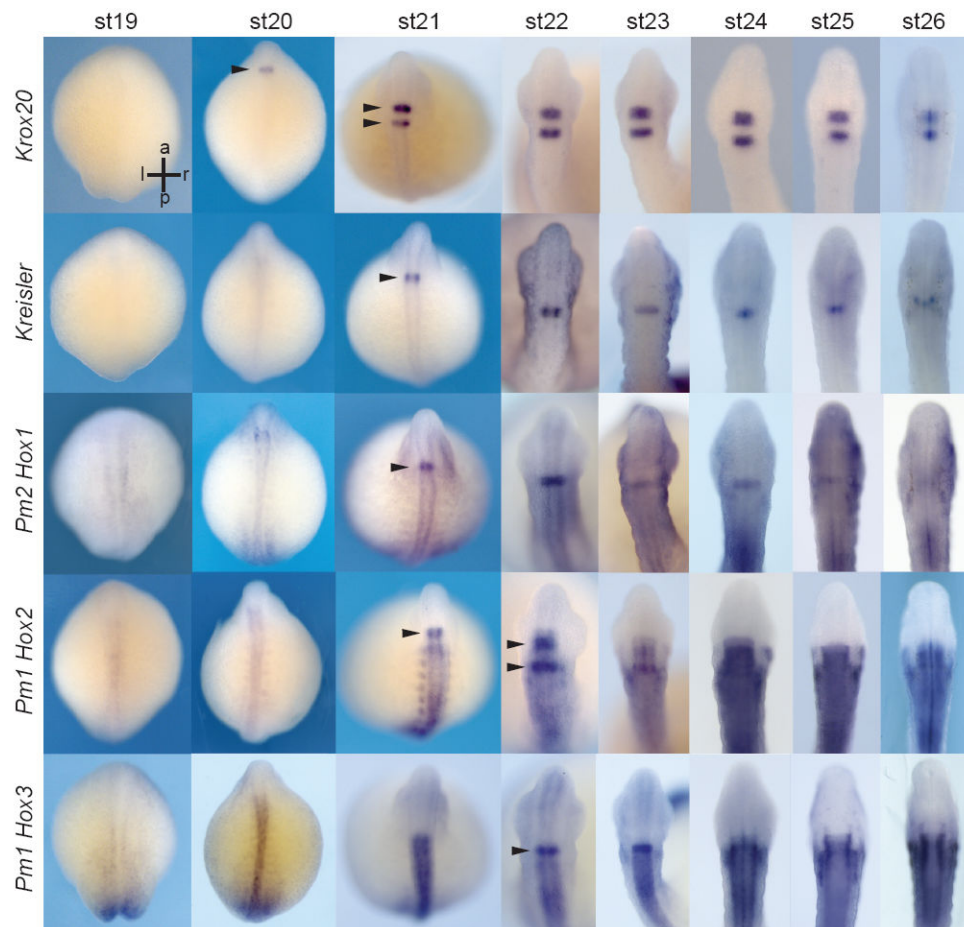 st19 st20 st21 st22 st23 st24 st25 st26
Krox20
a
l r
p
Kreisler
Pm2 Hox1
Pm1 Hox2
Pm1 Hox3